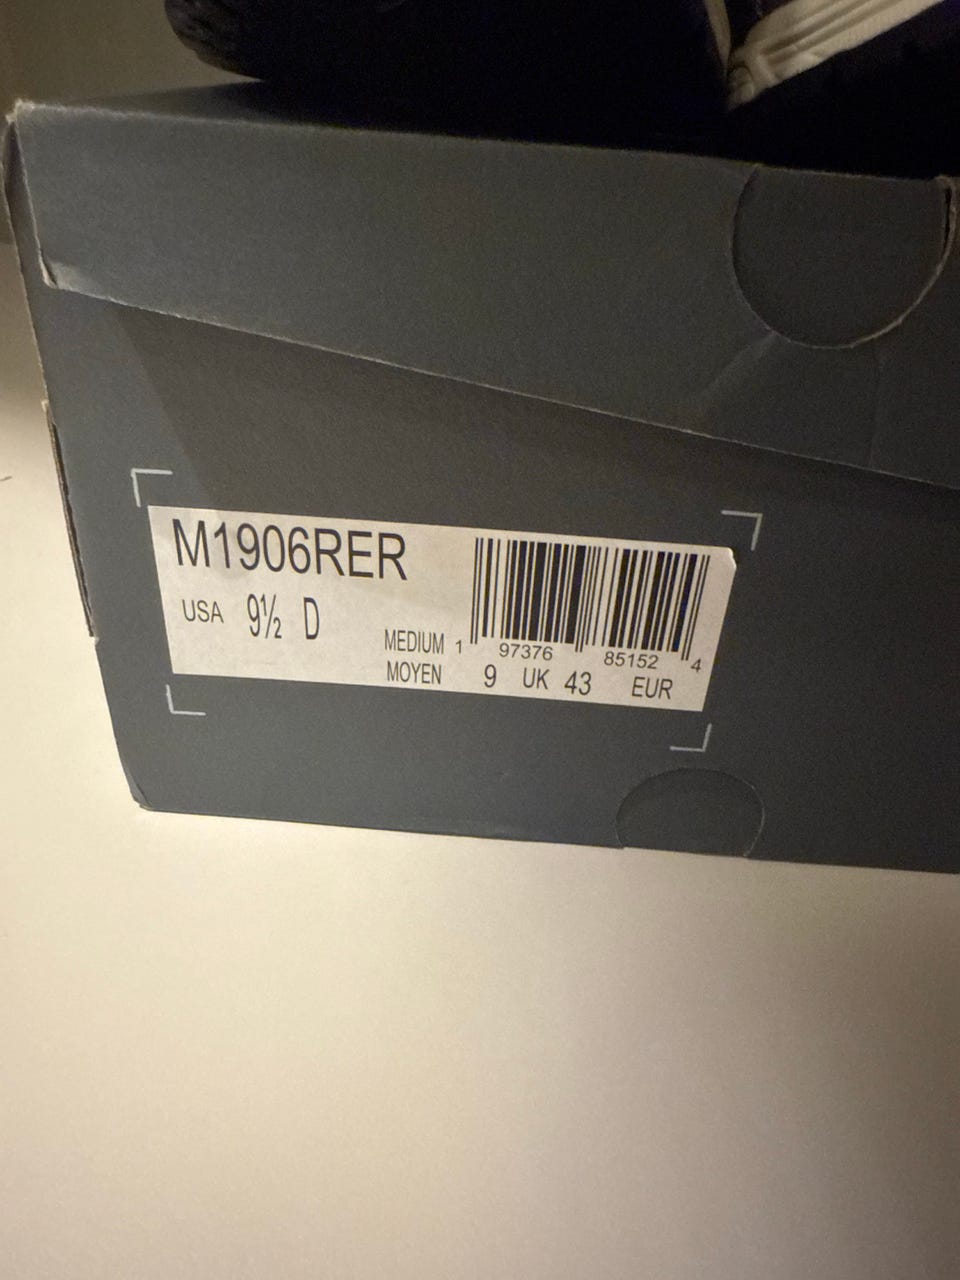 M1906RER
USA 9½ D
MEDIUM
MOYEN
1 97376 85152 4
9 UK 43 EUR